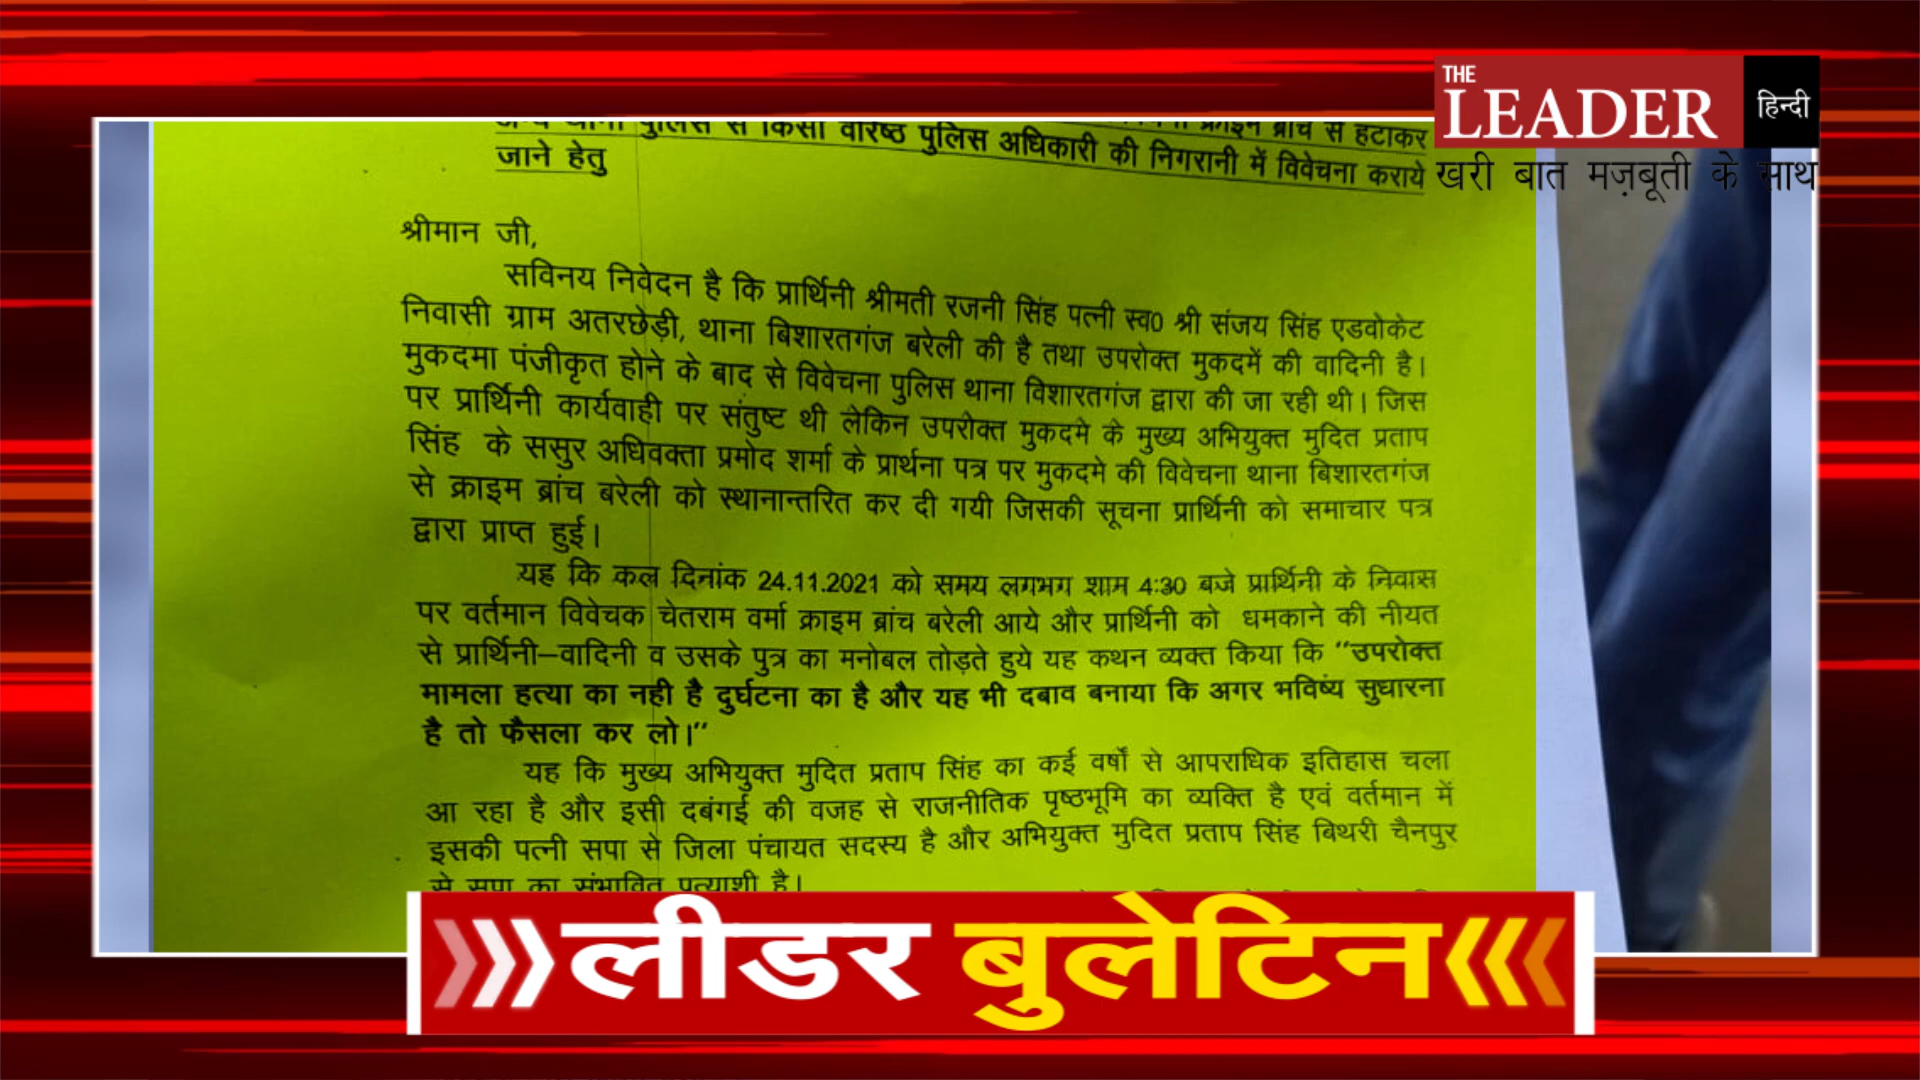 THE
LEADER हिन्दी
खरी बात मज़बूती के साथ
क्राइम ब्रांच से हटाकर
अन्य थाना पुलिस से किसी वरिष्ठ पुलिस अधिकारी की निगरानी में विवेचना कराये
जाने हेतु
श्रीमान जी,
सविनय निवेदन है कि प्रार्थिनी श्रीमती रजनी सिंह पत्नी स्व0 श्री संजय सिंह एडवोकेट
निवासी ग्राम अतरछेड़ी, थाना बिशारतगंज बरेली की है तथा उपरोक्त मुकदमें की वादिनी है।
मुकदमा पंजीकृत होने के बाद से विवेचना पुलिस थाना विशारतगंज द्वारा की जा रही थी। जिस
पर प्रार्थिनी कार्यवाही पर संतुष्ट थी लेकिन उपरोक्त मुकदमे के मुख्य अभियुक्त मुदित प्रताप
सिंह के ससुर अधिवक्ता प्रमोद शर्मा के प्रार्थना पत्र पर मुकदमे की विवेचना थाना बिशारतगंज
से क्राइम ब्रांच बरेली को स्थानान्तरित कर दी गयी जिसकी सूचना प्रार्थिनी को समाचार पत्र
द्वारा प्राप्त हुई।
यह कि कल दिनांक 24.11.2021 को समय लगभग शाम 4:30 बजे प्रार्थिनी के निवास
पर वर्तमान विवेचक चेतराम वर्मा क्राइम ब्रांच बरेली आये और प्रार्थिनी को धमकाने की नीयत
से प्रार्थिनी–वादिनी व उसके पुत्र का मनोबल तोड़ते हुये यह कथन व्यक्त किया कि "उपरोक्त
मामला हत्या का नही है दुर्घटना का है और यह भी दबाव बनाया कि अगर भविष्य सुधारना
है तो फैसला कर लो।"
यह कि मुख्य अभियुक्त मुदित प्रताप सिंह का कई वर्षों से आपराधिक इतिहास चला
आ रहा है और इसी दबंगई की वजह से राजनीतिक पृष्ठभूमि का व्यक्ति है एवं वर्तमान में
इसकी पत्नी सपा से जिला पंचायत सदस्य है और अभियुक्त मुदित प्रताप सिंह बिथरी चैनपुर
से सपा का संभावित प्रत्याशी है।
लीडर बुलेटिन